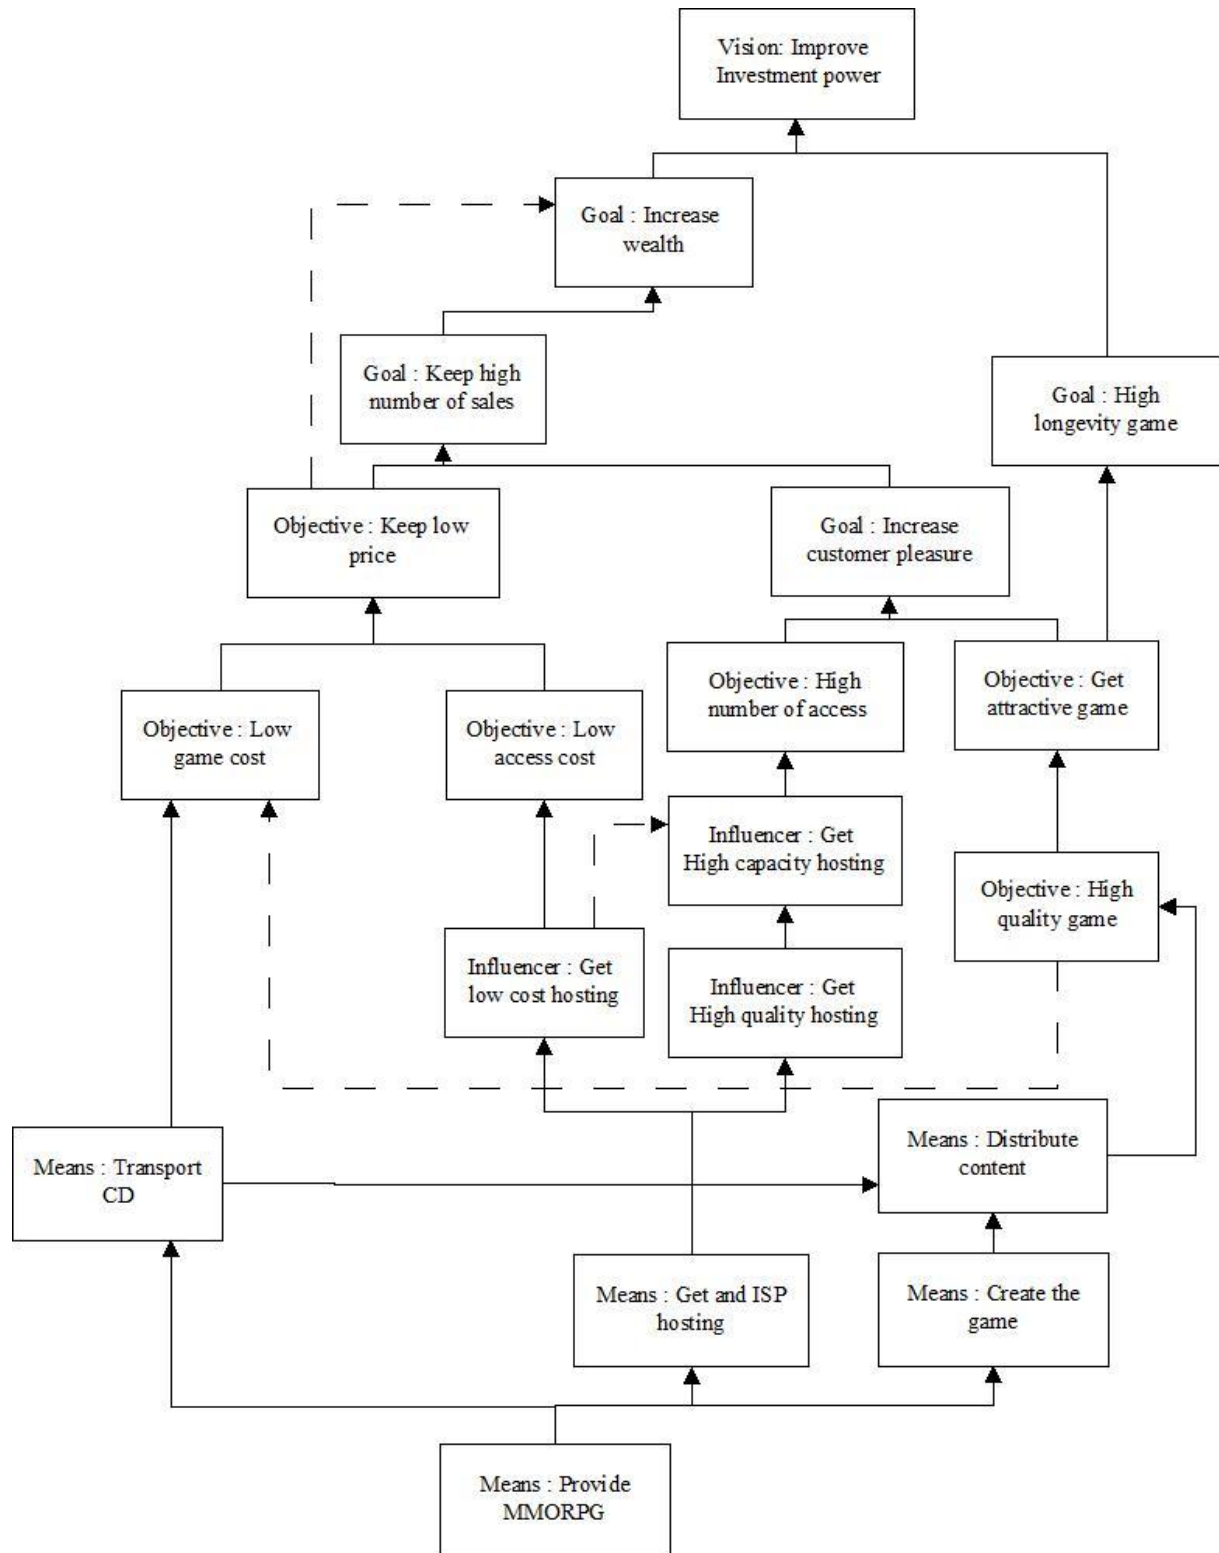 Vision: Improve
Investment power
Goal : Increase
wealth
Goal : Keep high
number of sales
Goal : High
longevity game
Objective : Keep low
price
Goal : Increase
customer pleasure
Objective : High
number of access
Objective : Get
attractive game
Objective : Low
game cost
Objective : Low
access cost
Influencer : Get
High capacity hosting
Objective : High
quality game
Influencer : Get
low cost hosting
Influencer : Get
High quality hosting
Means : Distribute
content
Means : Transport
CD
Means : Get and ISP
hosting
Means : Create the
game
Means : Provide
MMORPG